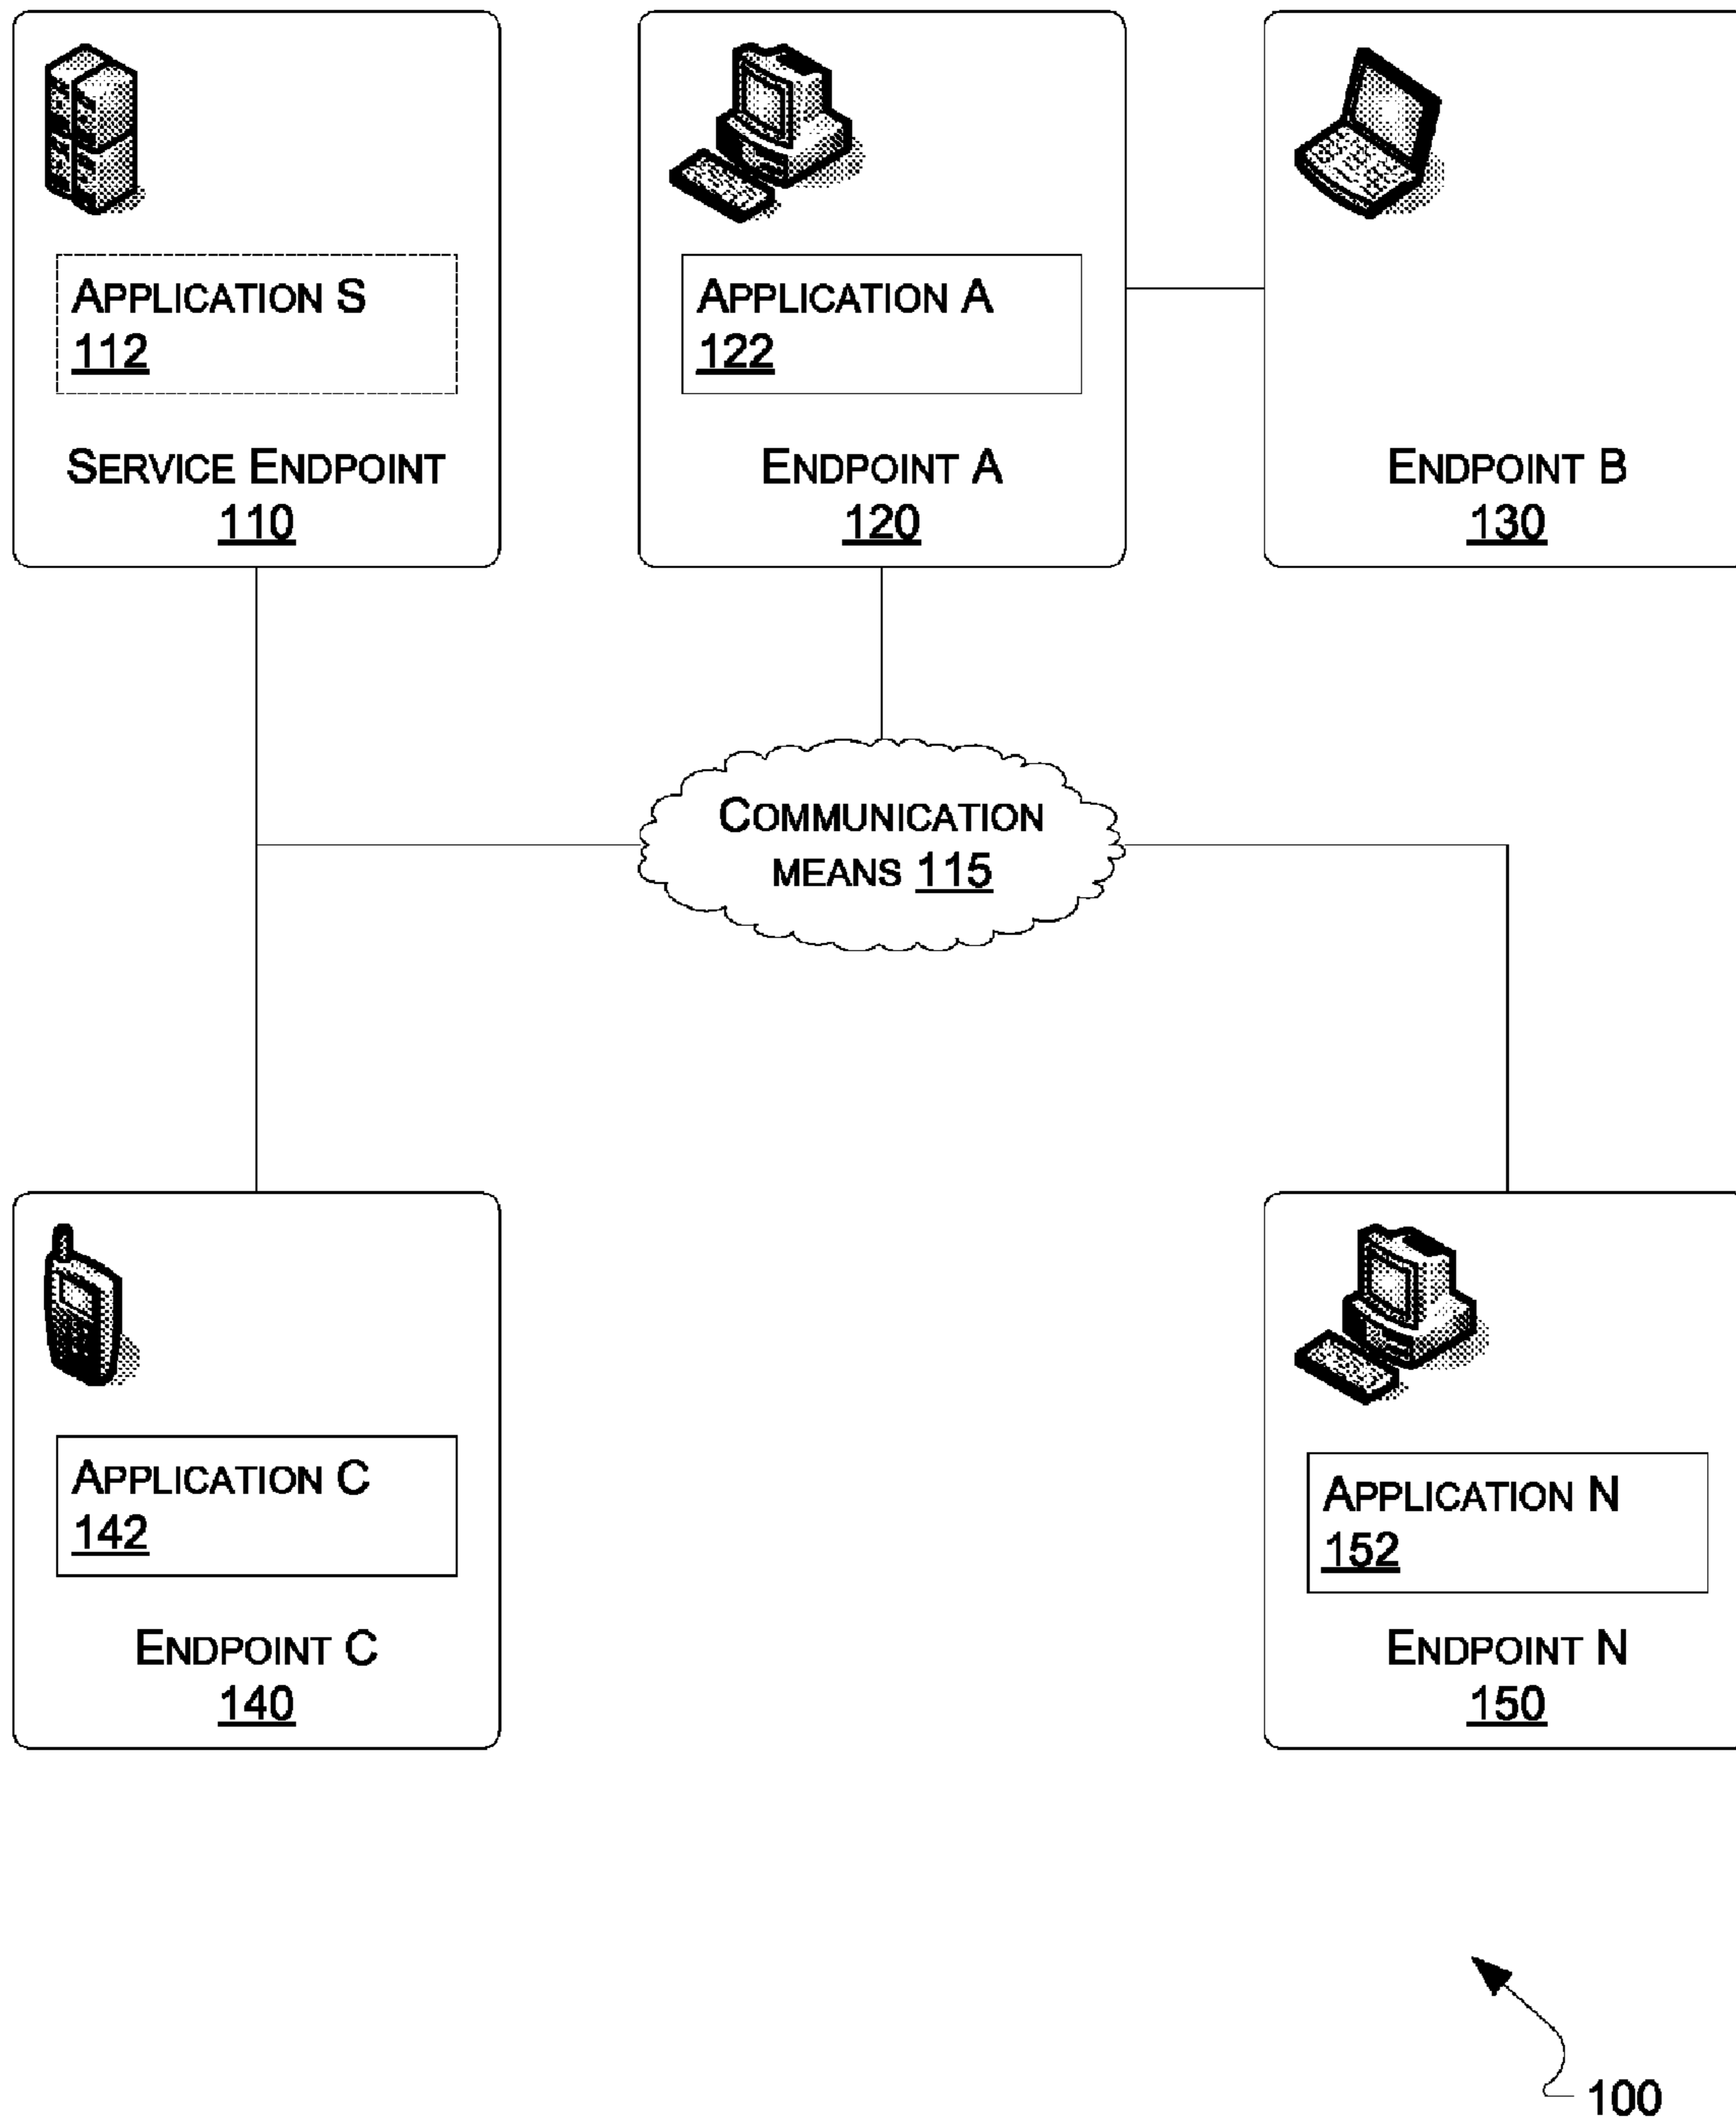 APPLICATION S
112
SERVICE ENDPOINT
110
APPLICATION A
122
ENDPOINT A
120
ENDPOINT B
130
COMMUNICATION
MEANS 115
APPLICATION C
142
ENDPOINT C
140
APPLICATION N
152
ENDPOINT N
150
100